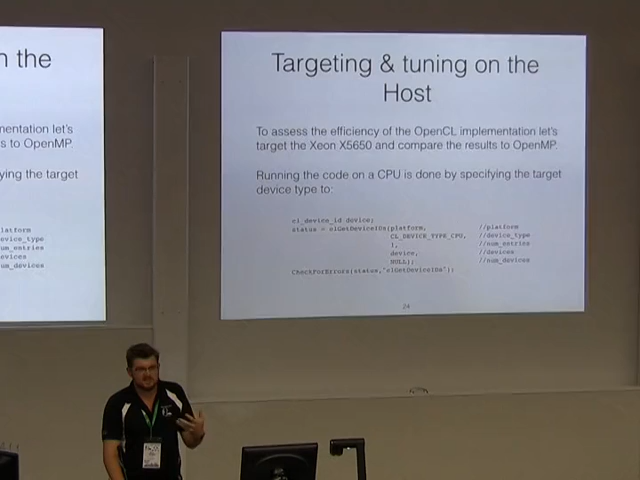 n the
nentation let's
s to OpenMP.
ying the target
latform
evice_type
um_entries
evices
um_devices
Targeting & tuning on the
Host
To assess the efficiency of the OpenCL implementation let's
target the Xeon X5650 and compare the results to OpenMP.
Running the code on a CPU is done by specifying the target
device type to:
cl_device_id device;
status = clGetDeviceIDs(platform, //platform
CL_DEVICE_TYPE_CPU, //device_type
1, //num_entries
device, //devices
NULL); //num_devices
CheckForErrors(status,"clGetDeviceIDs");
24